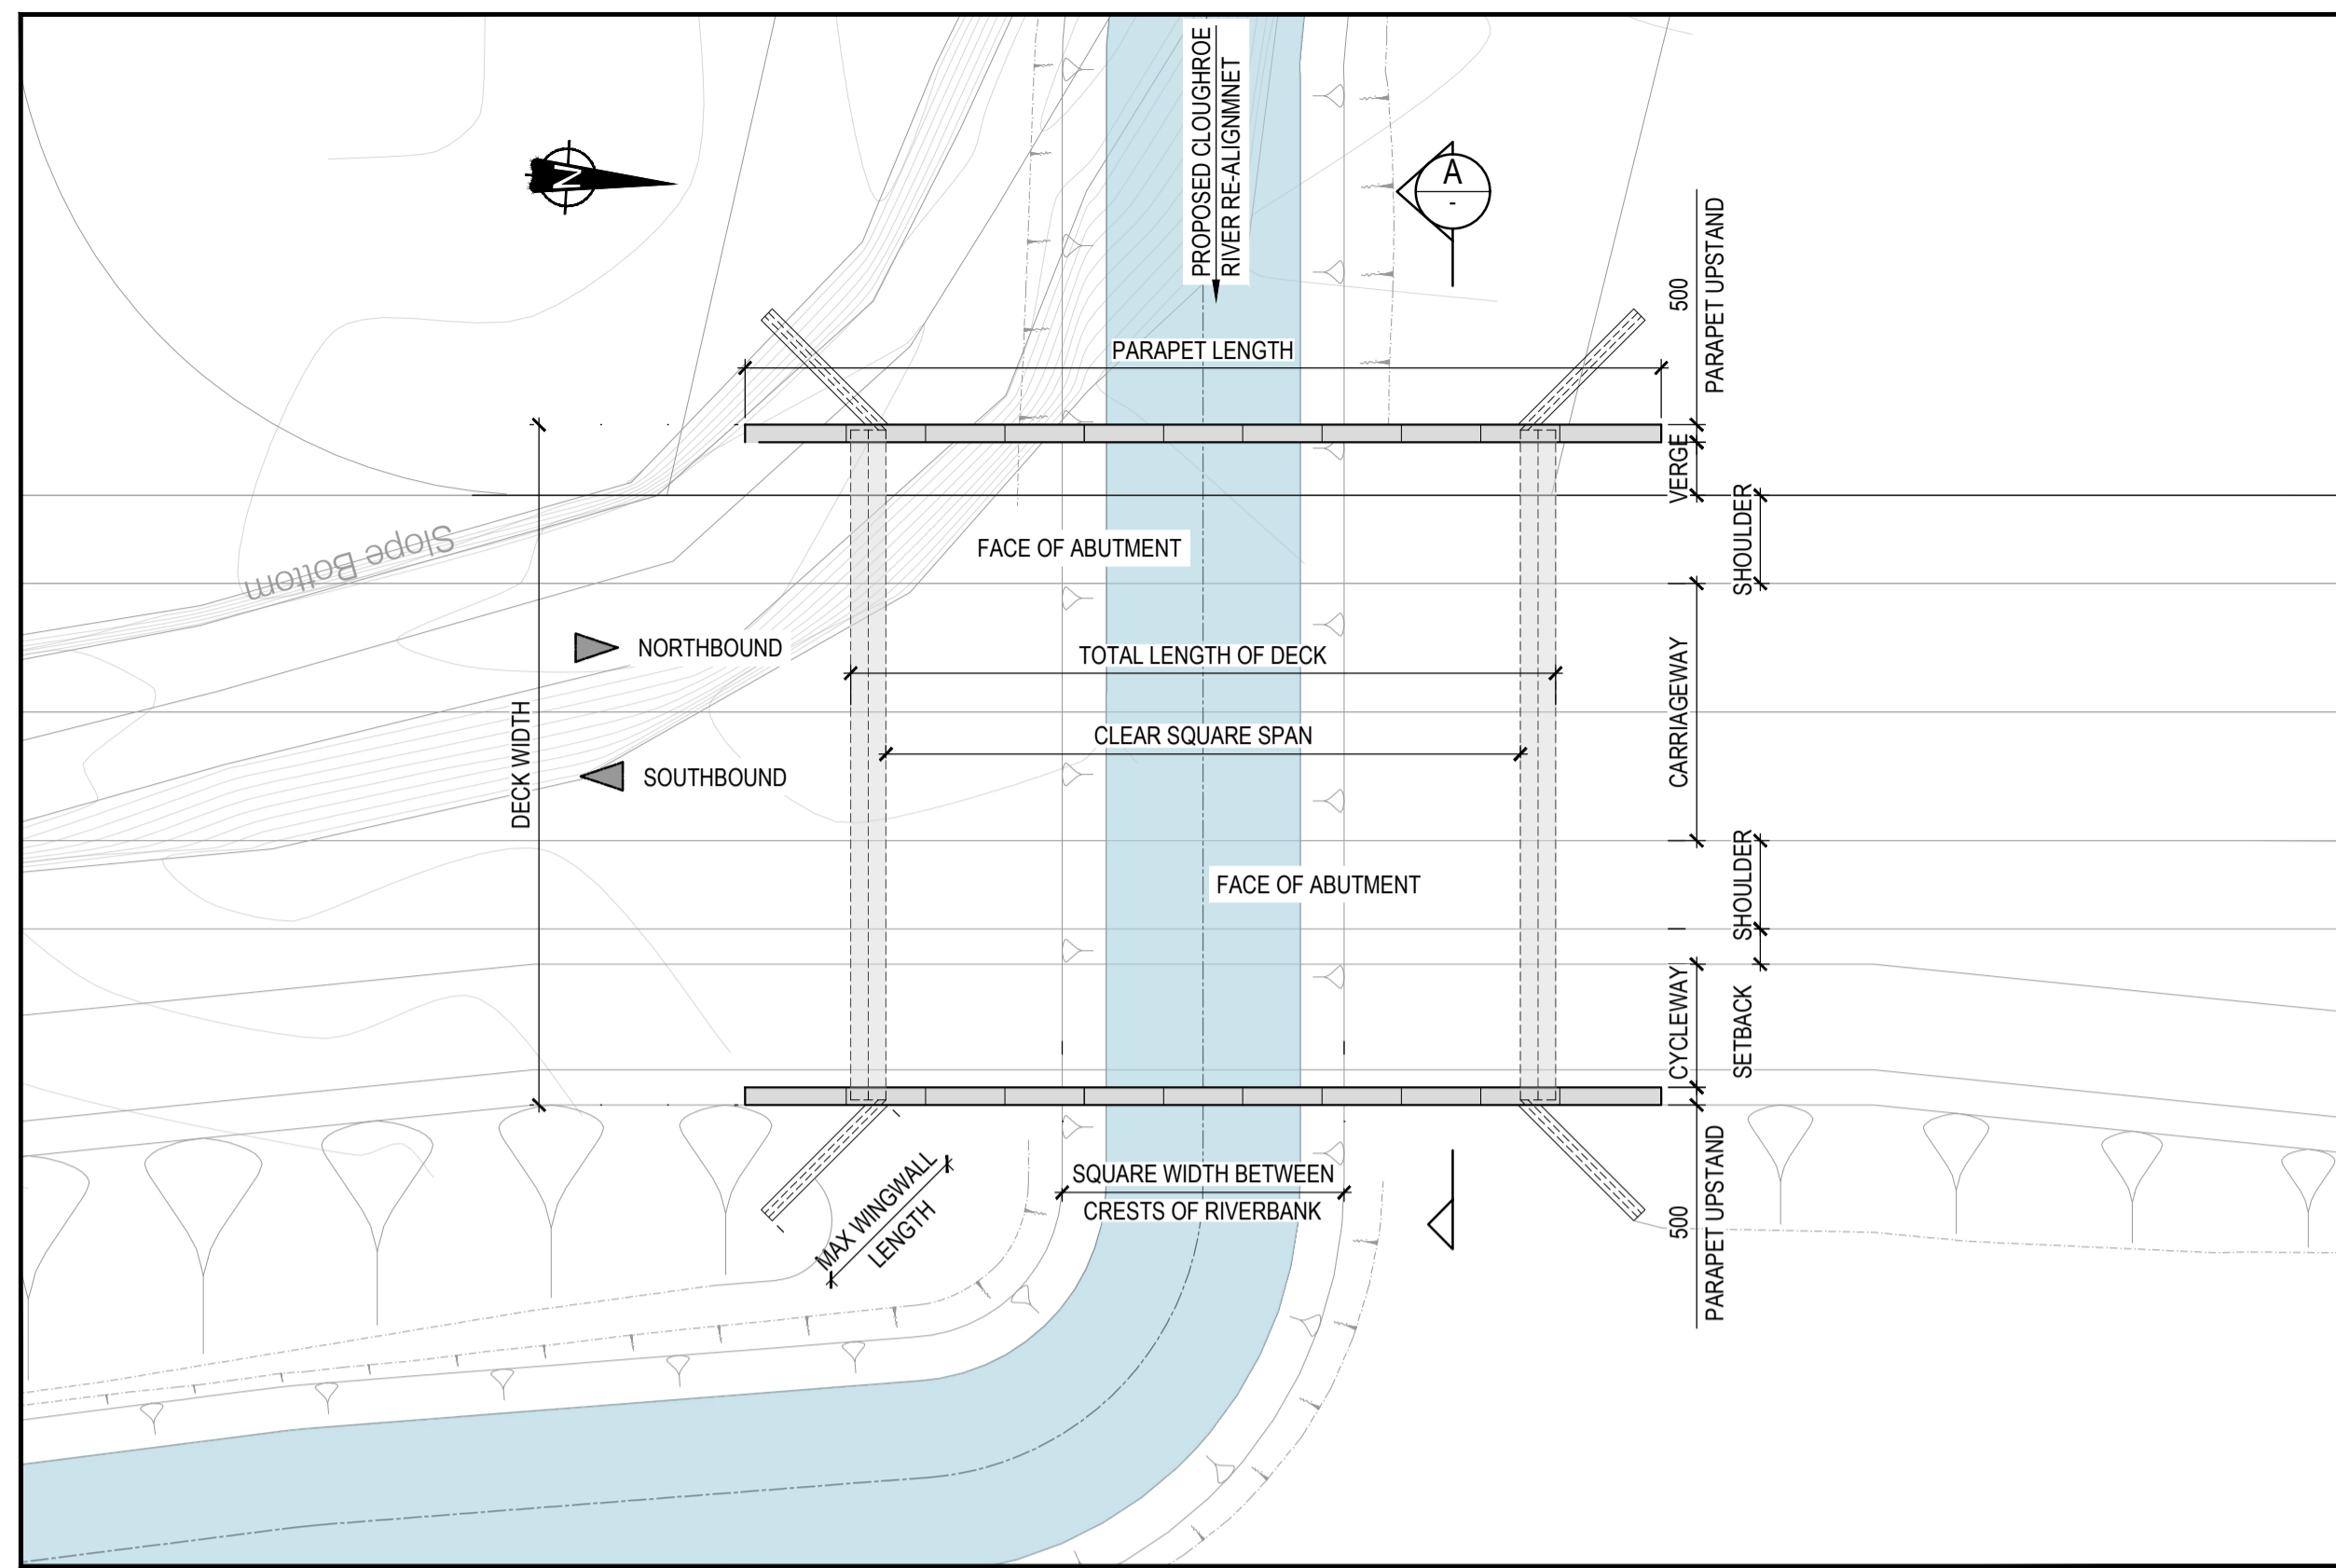 PROPOSED CLOUGHROE
RIVER RE-ALIGNMNET
N
A
-
500
PARAPET UPSTAND
PARAPET LENGTH
VERGE
SHOULDER
Slope Bottom
FACE OF ABUTMENT
NORTHBOUND
TOTAL LENGTH OF DECK
CARRIAGEWAY
DECK WIDTH
CLEAR SQUARE SPAN
SOUTHBOUND
FACE OF ABUTMENT
SHOULDER
CYCLEWAY
SETBACK
MAX WINGWALL
LENGTH
SQUARE WIDTH BETWEEN
CRESTS OF RIVERBANK
500
PARAPET UPSTAND